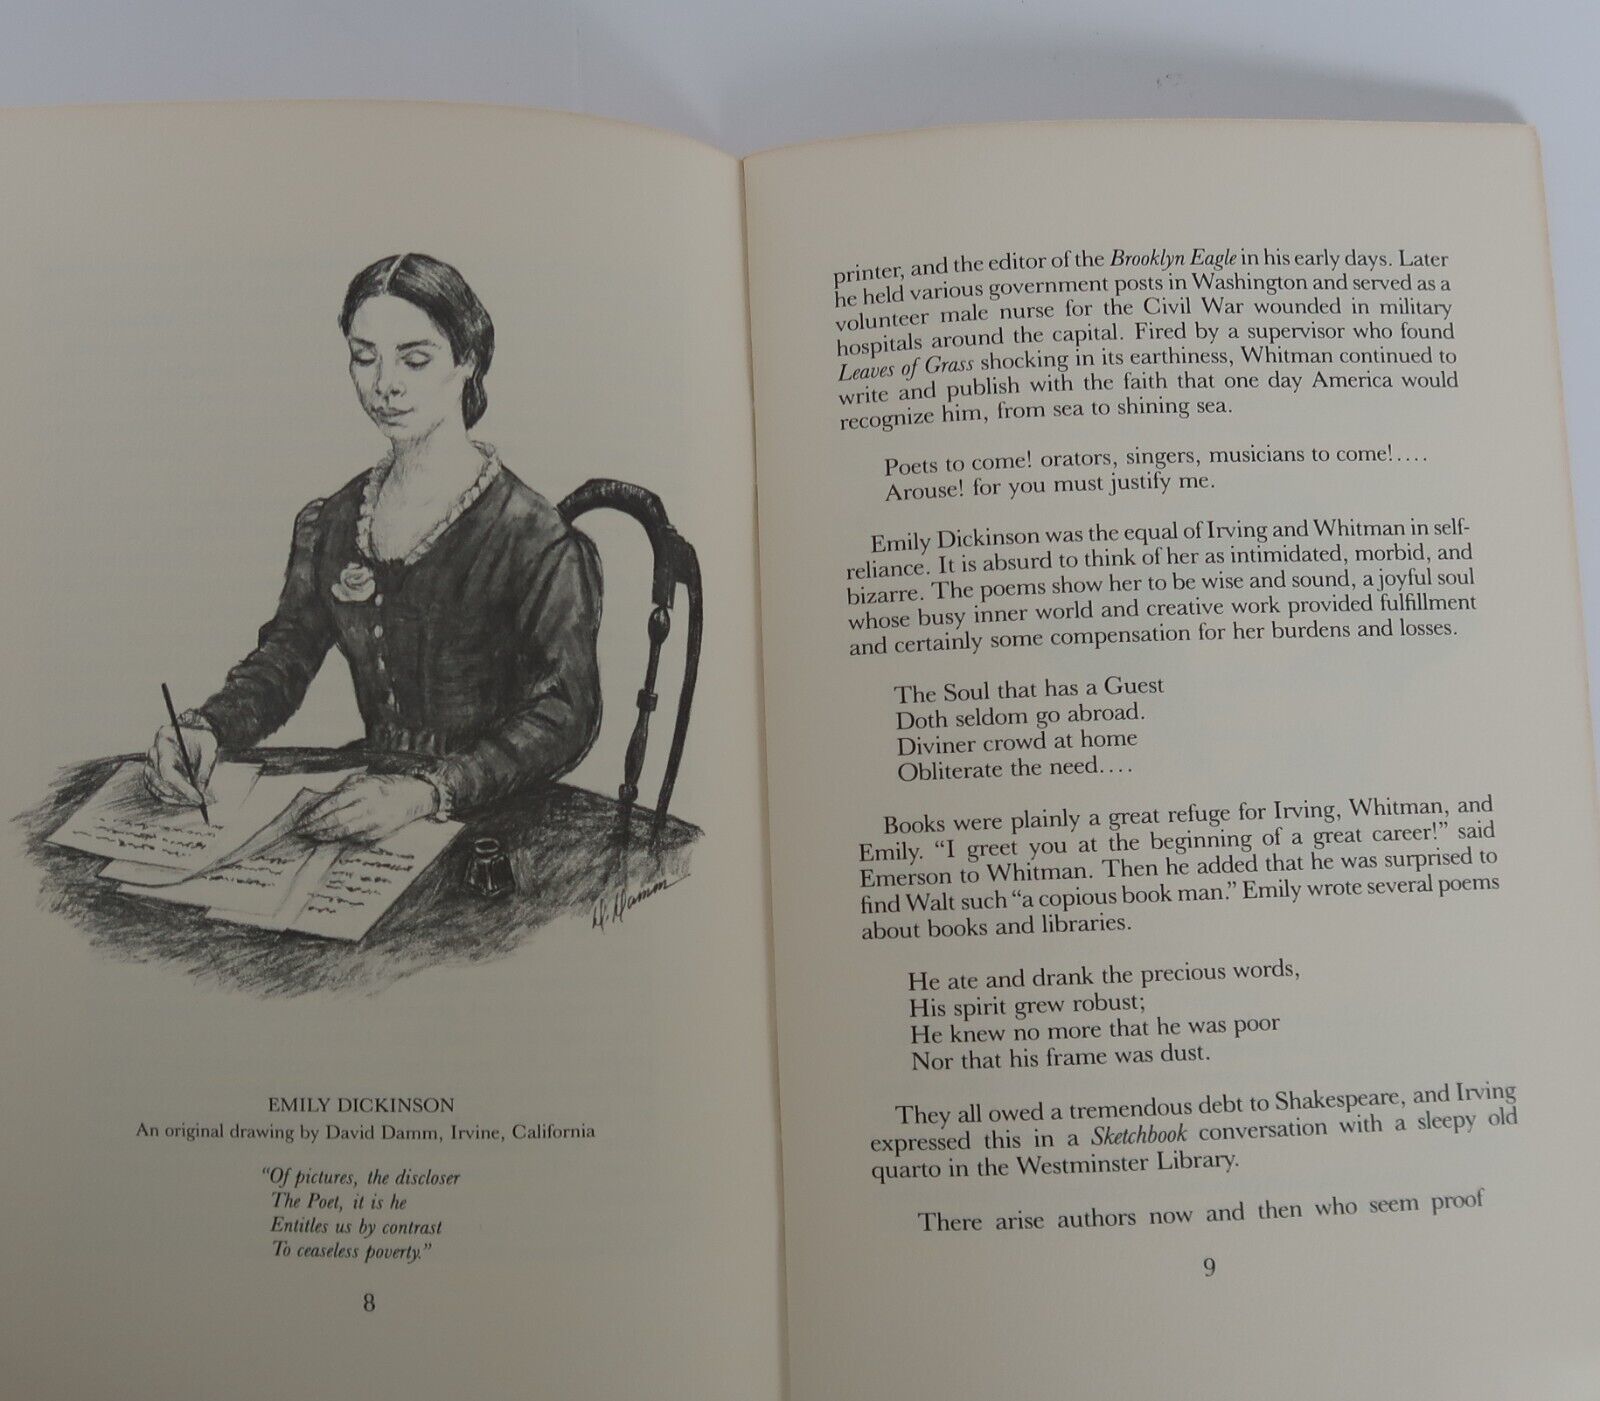 D. Damm
EMILY DICKINSON
An original drawing by David Damm, Irvine, California
“Of pictures, the discloser
The Poet, it is he
Entitles us by contrast
To ceaseless poverty.”
8
printer, and the editor of the Brooklyn Eagle in his early days. Later
he held various government posts in Washington and served as a
volunteer male nurse for the Civil War wounded in military
hospitals around the capital. Fired by a supervisor who found
Leaves of Grass shocking in its earthiness, Whitman continued to
write and publish with the faith that one day America would
recognize him, from sea to shining sea.
Poets to come! orators, singers, musicians to come!....
Arouse! for you must justify me.
Emily Dickinson was the equal of Irving and Whitman in self-
reliance. It is absurd to think of her as intimidated, morbid, and
bizarre. The poems show her to be wise and sound, a joyful soul
whose busy inner world and creative work provided fulfillment
and certainly some compensation for her burdens and losses.
The Soul that has a Guest
Doth seldom go abroad.
Diviner crowd at home
Obliterate the need....
Books were plainly a great refuge for Irving, Whitman, and
Emily. “I greet you at the beginning of a great career!” said
Emerson to Whitman. Then he added that he was surprised to
find Walt such “a copious book man.” Emily wrote several poems
about books and libraries.
He ate and drank the precious words,
His spirit grew robust;
He knew no more that he was poor
Nor that his frame was dust.
They all owed a tremendous debt to Shakespeare, and Irving
expressed this in a Sketchbook conversation with a sleepy old
quarto in the Westminster Library.
There arise authors now and then who seem proof
9